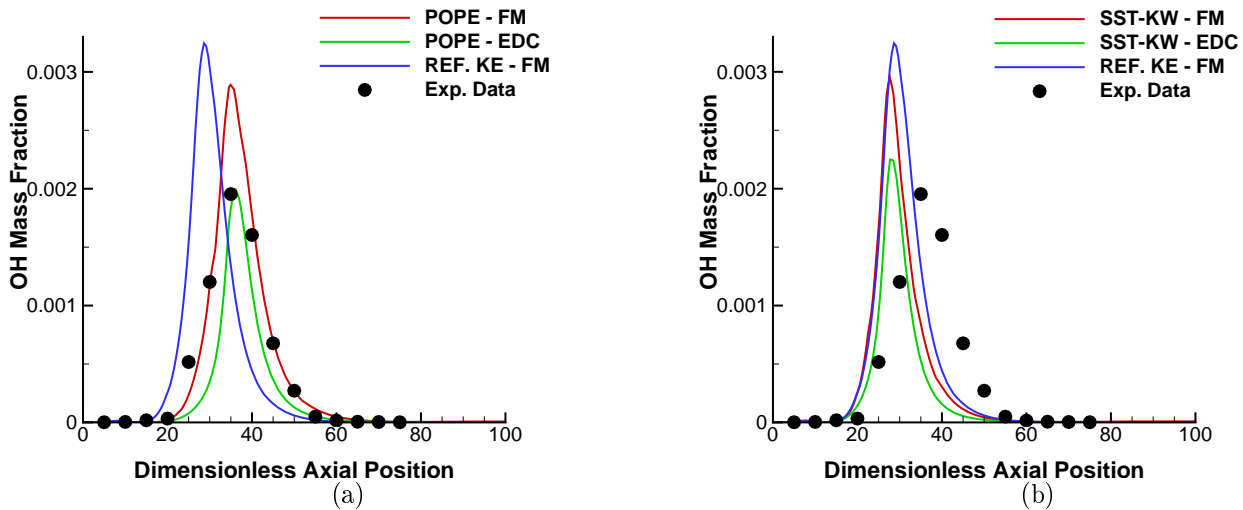 POPE - FM
POPE - EDC
REF. KE - FM
Exp. Data
OH Mass Fraction
0.003
0.002
0.001
0
0 20 40 60 80 100
Dimensionless Axial Position
(a)
SST-KW - FM
SST-KW - EDC
REF. KE - FM
Exp. Data
OH Mass Fraction
0.003
0.002
0.001
0
0 20 40 60 80 100
Dimensionless Axial Position
(b)